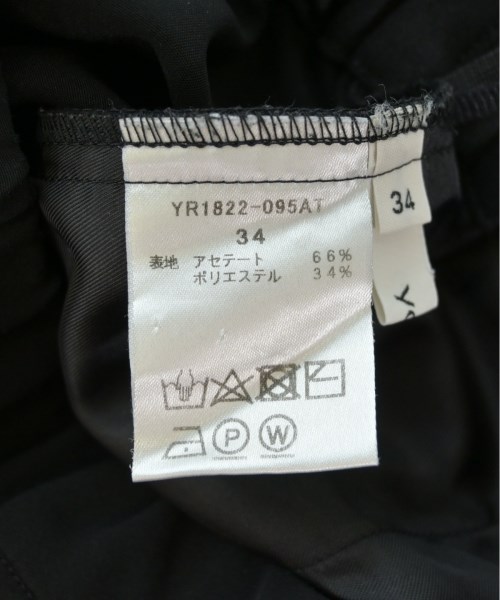 YR1822-095AT
34
表地 アセテート 66%
ポリエステル 34%
P W
34